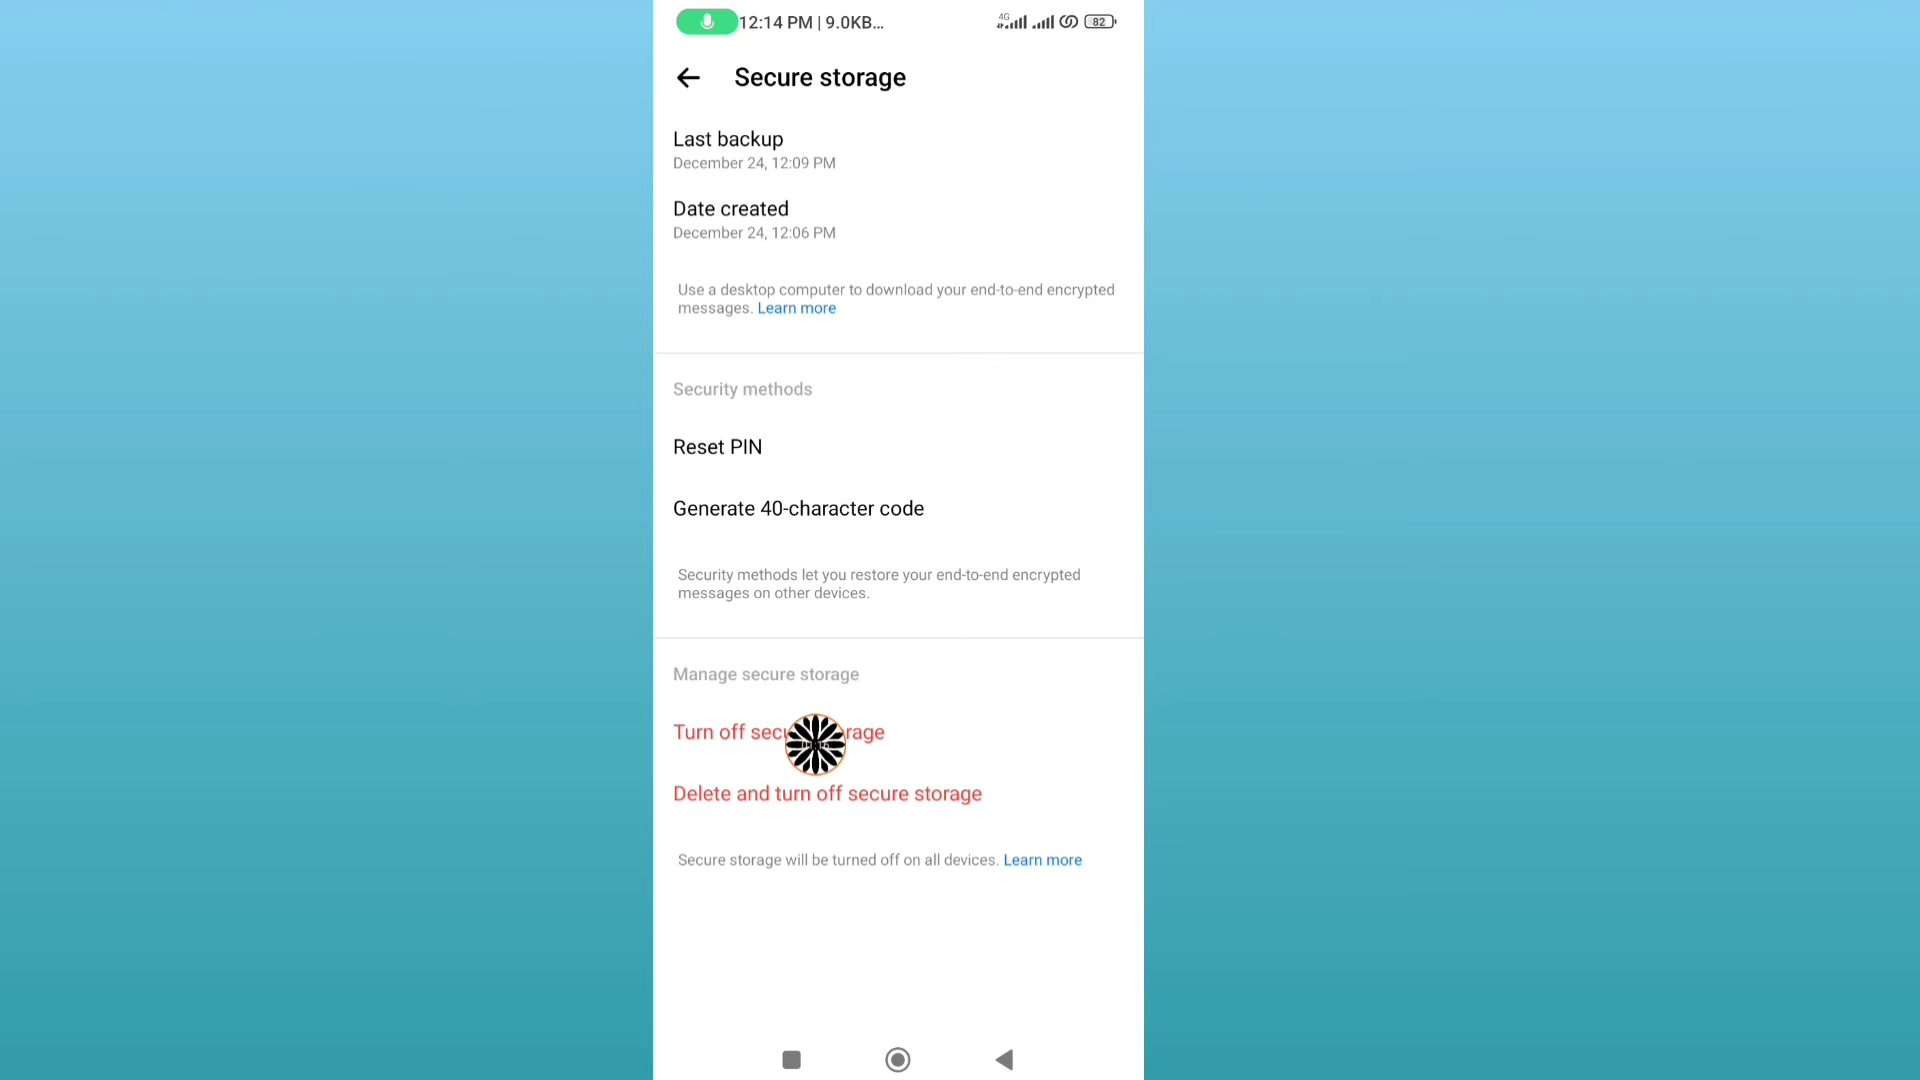 12:14 PM | 9.0KB...
4G
82
Secure storage
Last backup
December 24, 12:09 PM
Date created
December 24, 12:06 PM
Use a desktop computer to download your end-to-end encrypted
messages. Learn more
Security methods
Reset PIN
Generate 40-character code
Security methods let you restore your end-to-end encrypted
messages on other devices.
Manage secure storage
Turn off
Delete and turn off secure storage
Secure storage will be turned off on all devices. Learn more